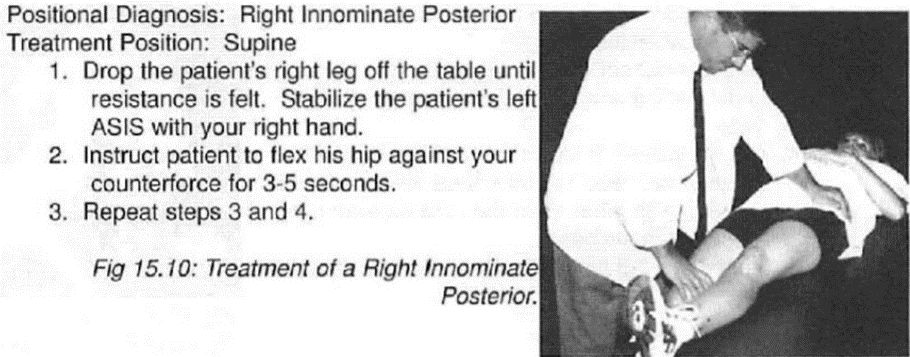 Positional Diagnosis: Right Innominate Posterior
Treatment Position: Supine
1. Drop the patient's right leg off the table until
resistance is felt. Stabilize the patient's left
ASIS with your right hand.
2. Instruct patient to flex his hip against your
counterforce for 3-5 seconds.
3. Repeat steps 3 and 4.
Fig 15.10: Treatment of a Right Innominate
Posterior.